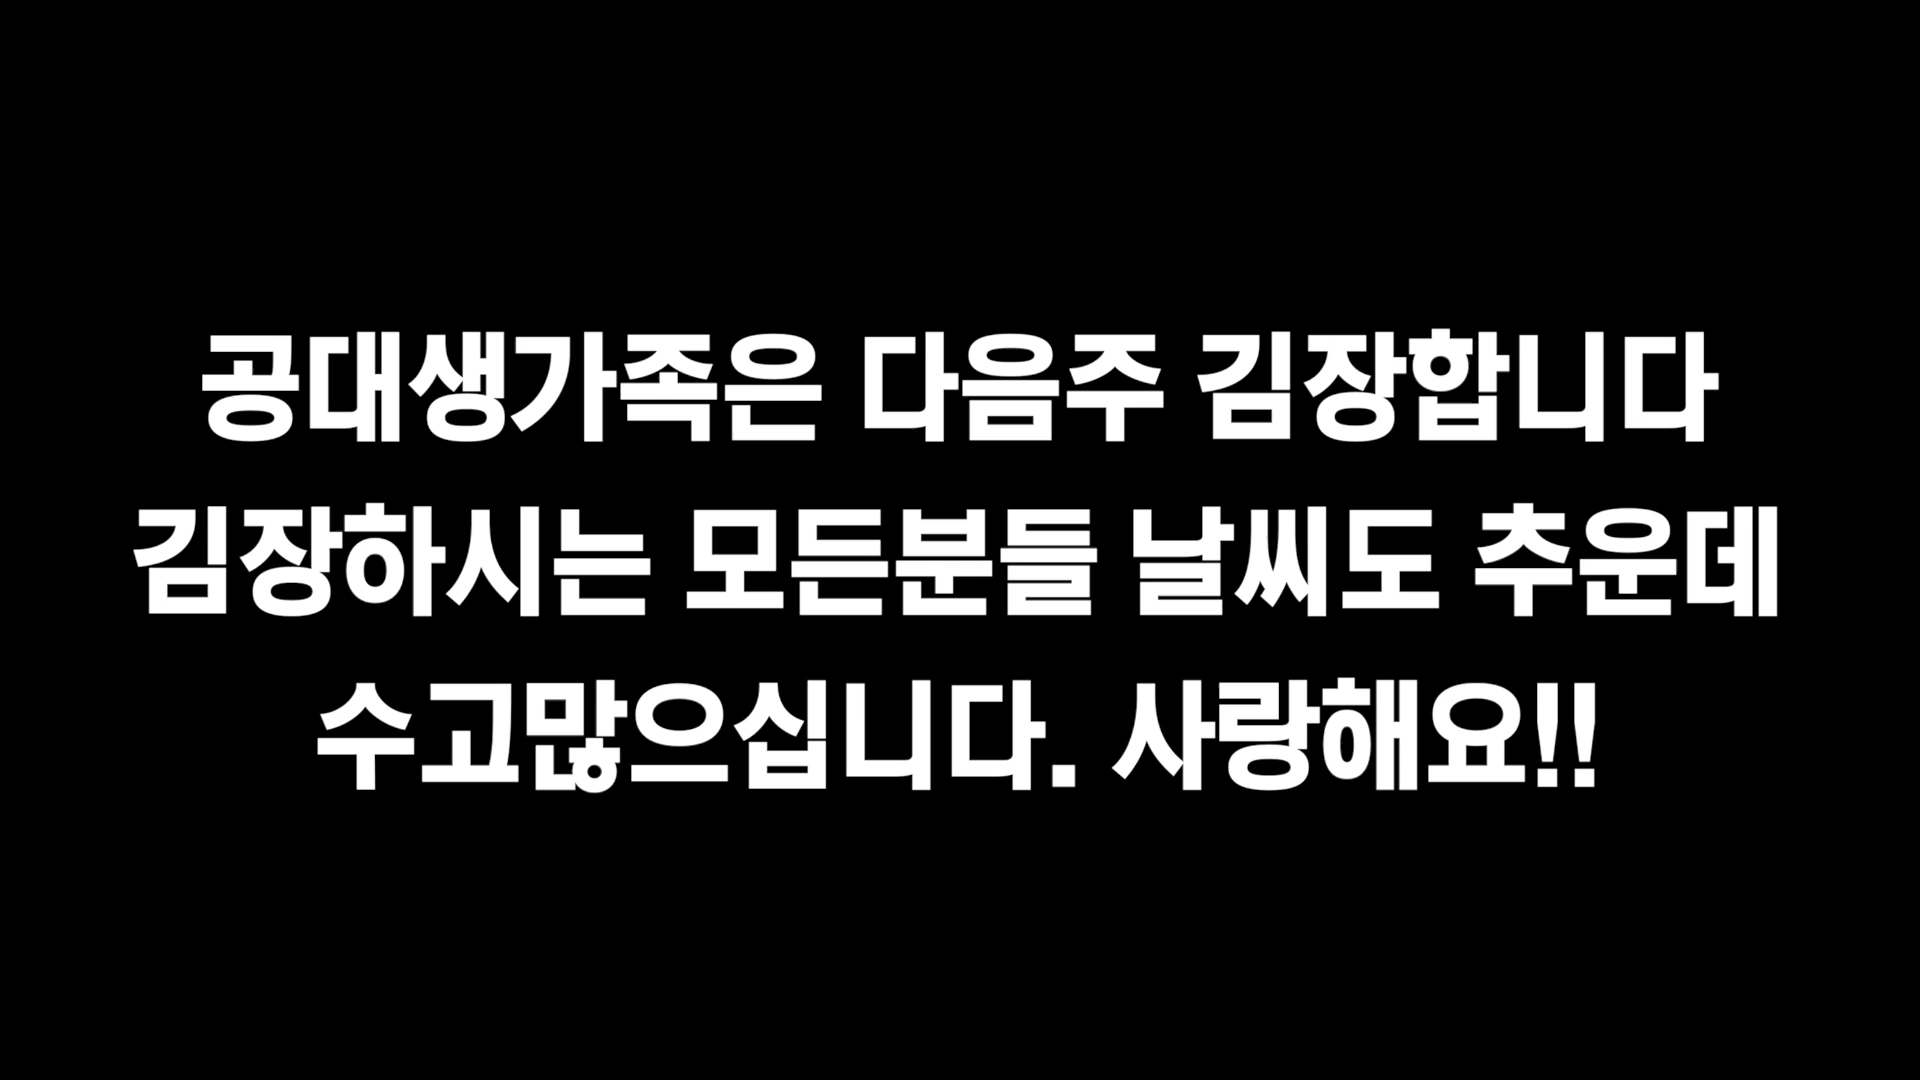 공대생가족은 다음주 김장합니다
김장하시는 모든분들 날씨도 추운데
수고많으십니다. 사랑해요!!